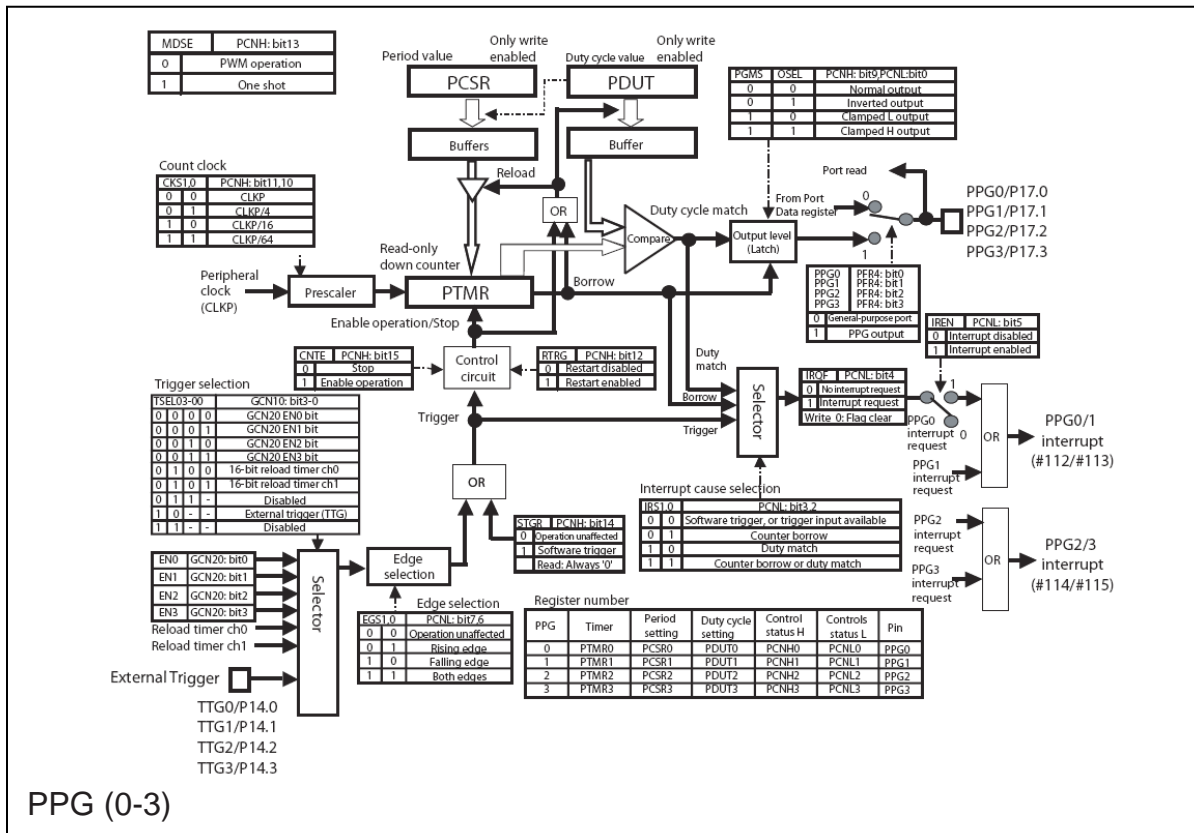 MDSE PCNH: bit13
0 PWM operation
1 One shot
Period value
Only write enabled
PCSR
Duty cycle value
Only write enabled
PDUT
Buffers
Buffer
PGMS OSEL PCNH: bit9,PCNL:bit0
0 0 Normal output
0 1 Inverted output
1 0 Clamped L output
1 1 Clamped H output
Count clock
CKS1,0 PCNH: bit11,10
0 0 CLKP
0 1 CLKP/4
1 0 CLKP/16
1 1 CLKP/64
Reload
OR
Compare
Duty cycle match
From Port
Data register
Output level
(Latch)
Port read
0
1
PPG0/P17.0
PPG1/P17.1
PPG2/P17.2
PPG3/P17.3
Peripheral
clock
(CLKP)
Prescaler
Read-only
down counter
PTMR
Borrow
PPG0 PFR4: bit0
PPG1 PFR4: bit1
PPG2 PFR4: bit2
PPG3 PFR4: bit3
0 General-purpose port
1 PPG output
Enable operation/Stop
CNTE PCNH: bit15
0 Stop
1 Enable operation
Control
circuit
RTRG PCNH: bit12
0 Restart disabled
1 Restart enabled
IREN PCNL: bit5
0 Interrupt disabled
1 Interrupt enabled
Trigger selection
TSEL03-00 GCN10: bit3-0
0 0 0 0 GCN20 EN0 bit
0 0 0 1 GCN20 EN1 bit
0 0 1 0 GCN20 EN2 bit
0 0 1 1 GCN20 EN3 bit
0 1 0 0 16-bit reload timer ch0
0 1 0 1 16-bit reload timer ch1
0 1 1 - Disabled
1 0 - - External trigger (TTG)
1 1 - - Disabled
Trigger
Duty
match
Borrow
Trigger
Selector
IRQF PCNL: bit4
0 No interrupt request
1 Interrupt request
Write 0: Flag clear
1
0
PPG0
interrupt
request
PPG1
interrupt
request
OR
PPG0/1
interrupt
(#112/#113)
OR
STGR PCNH: bit14
0 Operation unaffected
1 Software trigger
Read: Always '0'
Interrupt cause selection
IRS1,0 PCNL: bit3,2
0 0 Software trigger, or trigger input available
0 1 Counter borrow
1 0 Duty match
1 1 Counter borrow or duty match
PPG2
interrupt
request
PPG3
interrupt
request
OR
PPG2/3
interrupt
(#114/#115)
EN0 GCN20: bit0
EN1 GCN20: bit1
EN2 GCN20: bit2
EN3 GCN20: bit3
Reload timer ch0
Reload timer ch1
External Trigger
TTG0/P14.0
TTG1/P14.1
TTG2/P14.2
TTG3/P14.3
Selector
Edge
selection
Edge selection
EGS1,0 PCNL: bit7,6
0 0 Operation unaffected
0 1 Rising edge
1 0 Falling edge
1 1 Both edges
Register number
PPG Timer Period setting Duty cycle setting Control status H Controls status L Pin
0 PTMR0 PCSR0 PDUT0 PCNH0 PCNL0 PPG0
1 PTMR1 PCSR1 PDUT1 PCNH1 PCNL1 PPG1
2 PTMR2 PCSR2 PDUT2 PCNH2 PCNL2 PPG2
3 PTMR3 PCSR3 PDUT3 PCNH3 PCNL3 PPG3
PPG (0-3)